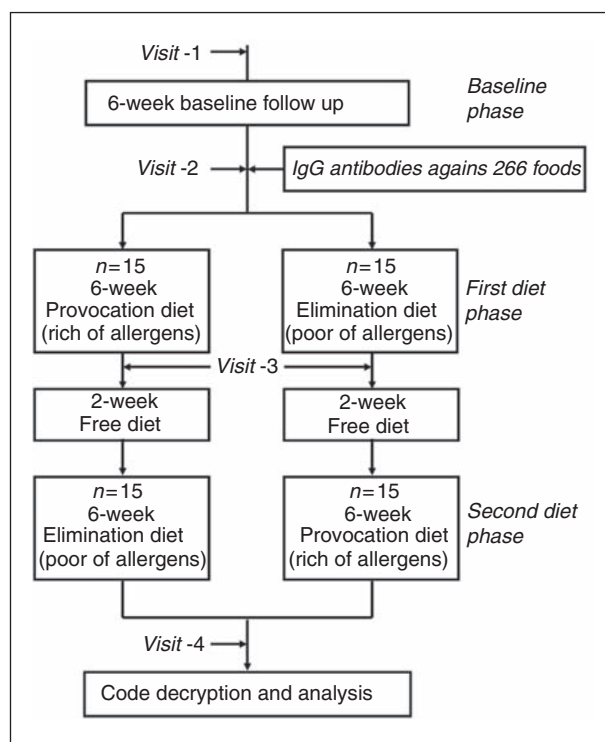 Visit -1
6-week baseline follow up
Baseline
phase
Visit -2
IgG antibodies agains 266 foods
n=15
6-week
Provocation diet
(rich of allergens)
n=15
6-week
Elimination diet
(poor of allergens)
First diet
phase
Visit -3
2-week
Free diet
2-week
Free diet
n=15
6-week
Elimination diet
(poor of allergens)
n=15
6-week
Provocation diet
(rich of allergens)
Second diet
phase
Visit -4
Code decryption and analysis